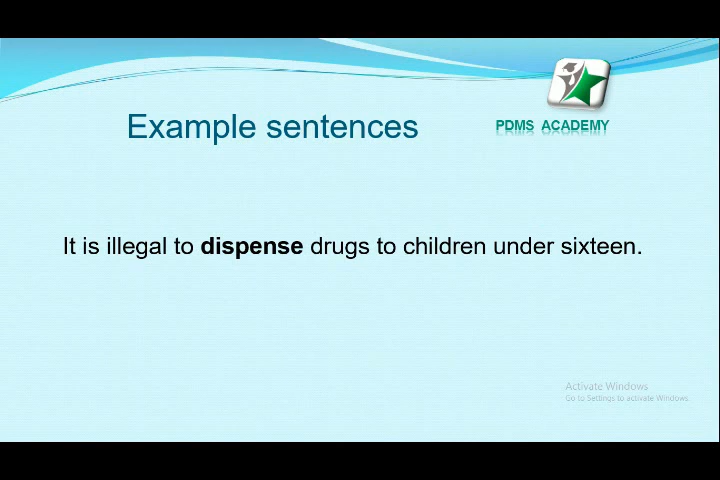 Example sentences
PDMS ACADEMY
It is illegal to dispense drugs to children under sixteen.
Activate Windows
Go to Settings to activate Windows.